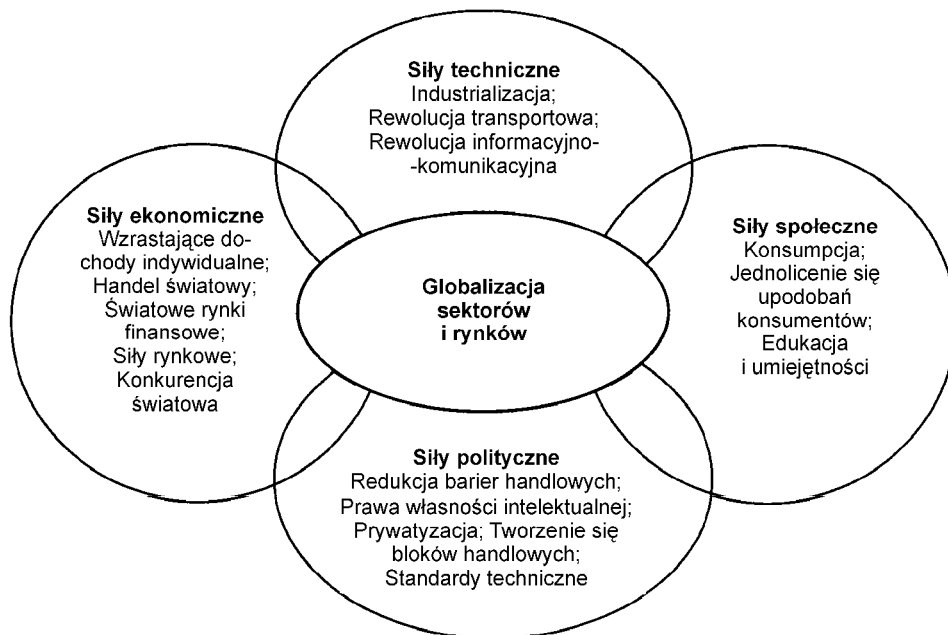 Siły techniczne
Industrializacja;
Rewolucja transportowa;
Rewolucja informacyjno-
-komunikacyjna
Siły ekonomiczne
Wzrastające do-
chody indywidualne;
Handel światowy;
Światowe rynki
finansowe;
Siły rynkowe;
Konkurencja
światowa
Globalizacja
sektorów
i rynków
Siły społeczne
Konsumpcja;
Jednolicenie się
upodobań
konsumentów;
Edukacja
i umiejętności
Siły polityczne
Redukcja barier handlowych;
Prawa własności intelektualnej;
Prywatyzacja; Tworzenie się
bloków handlowych;
Standardy techniczne